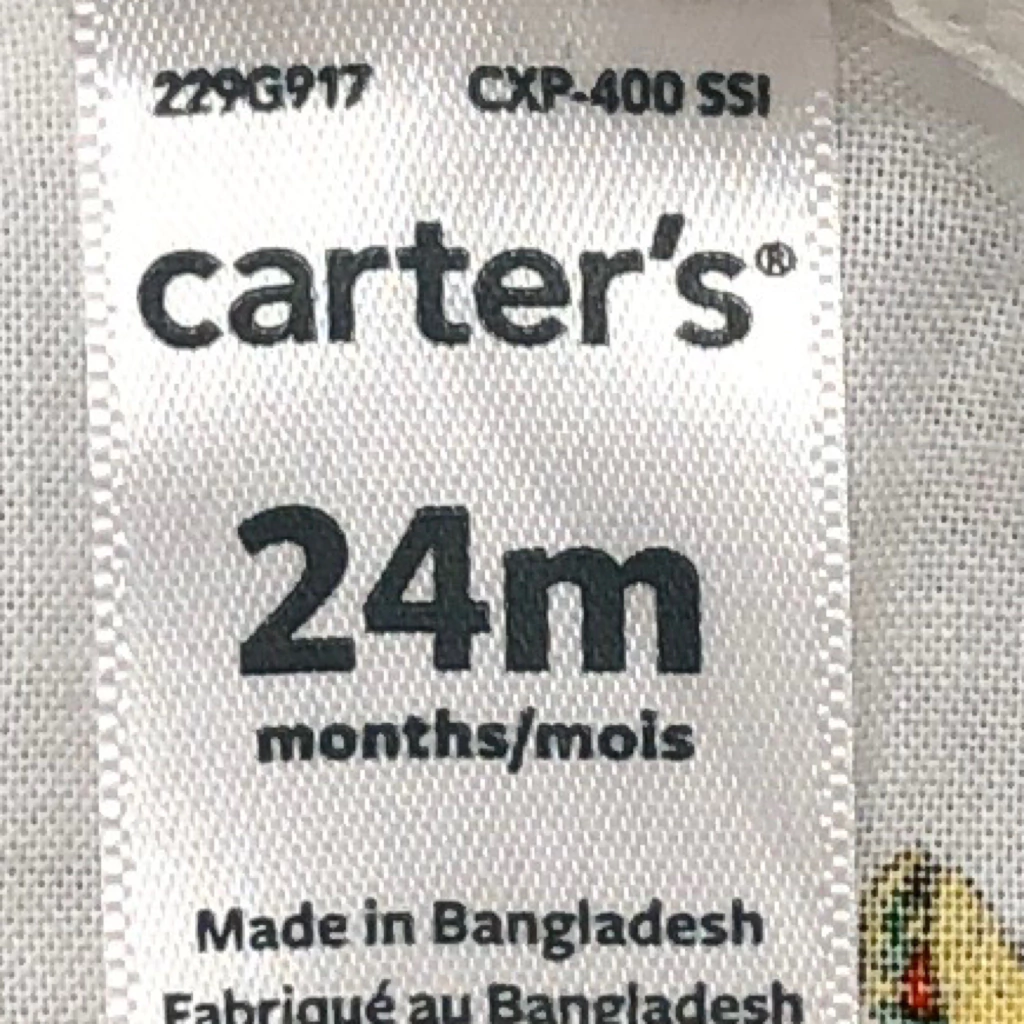 229G917 CXP-400 SSI
carter's®
24m
months/mois
Made in Bangladesh
Fabriqué au Bangladesh